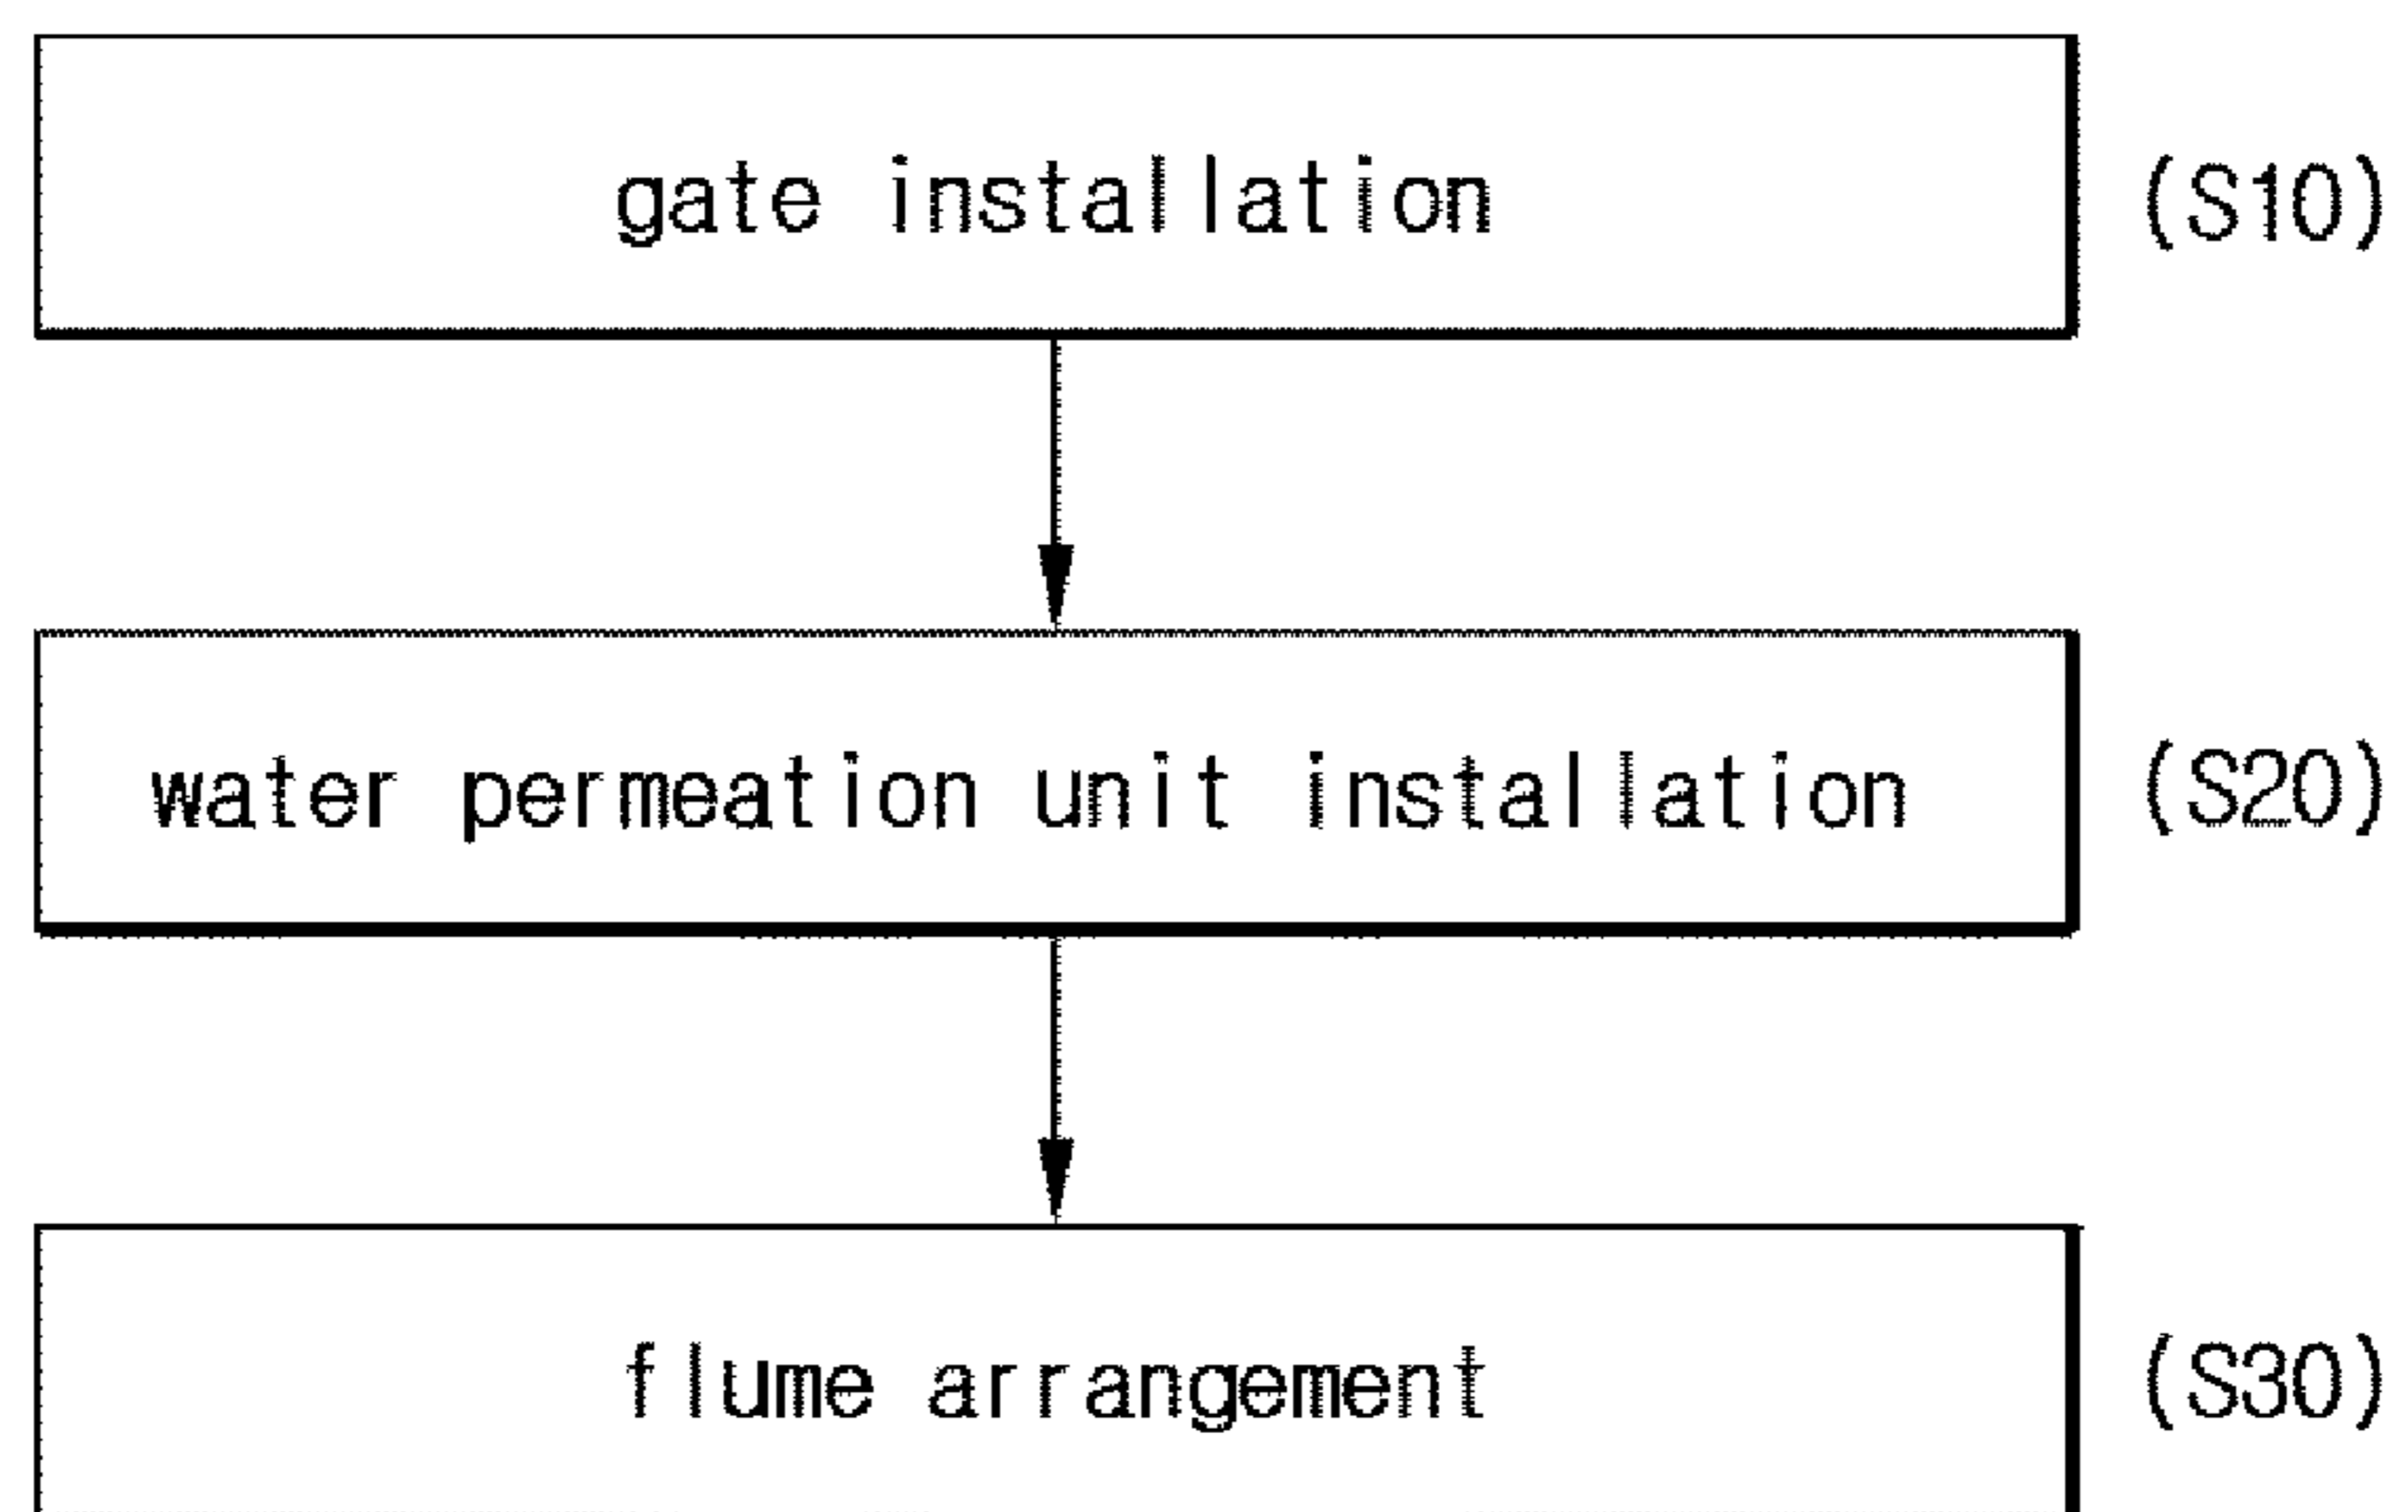 gate installation (S10)
water permeation unit installation (S20)
flume arrangement (S30)